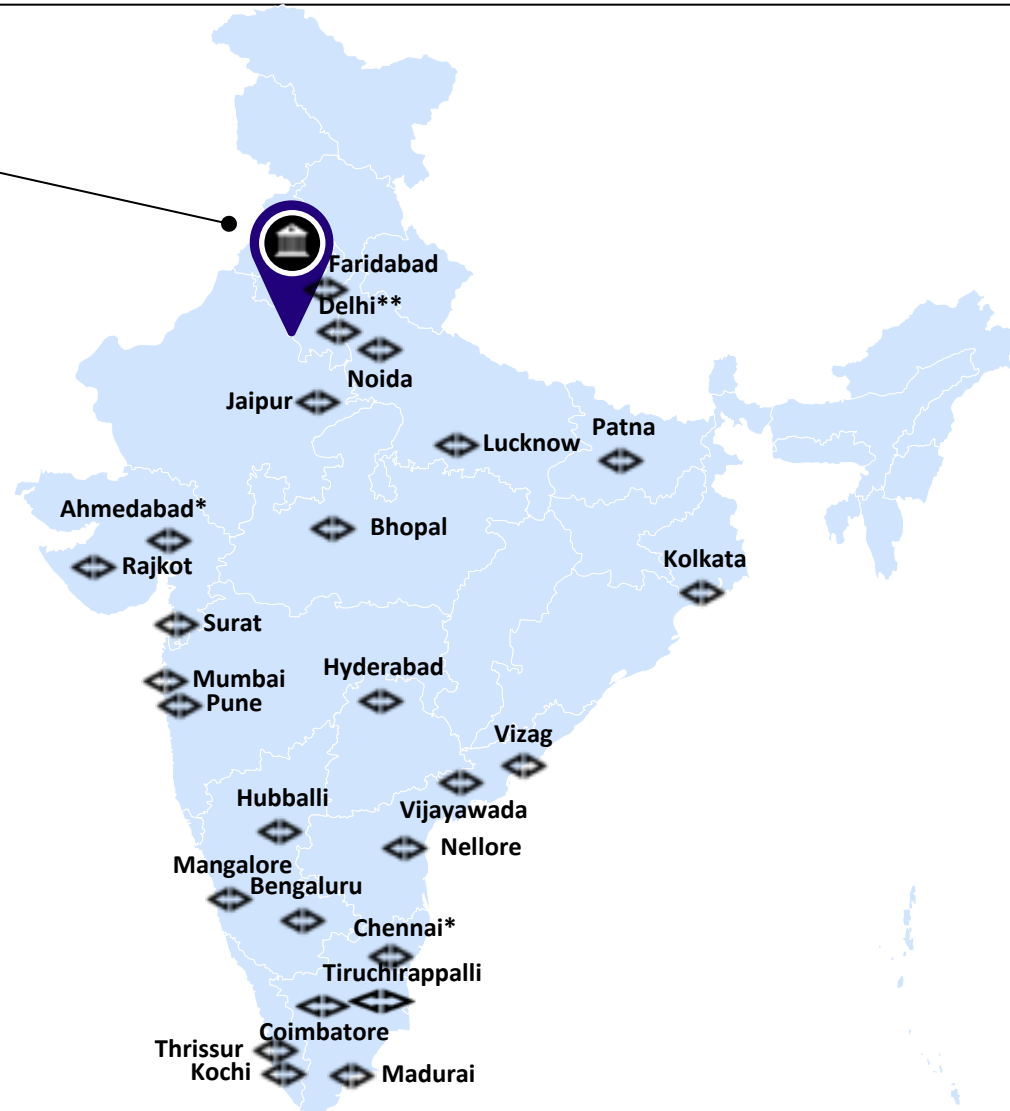 Faridabad
Delhi**
Noida
Jaipur
Lucknow
Patna
Ahmedabad*
Bhopal
Rajkot
Kolkata
Surat
Hyderabad
Mumbai
Pune
Vizag
Hubballi
Vijayawada
Nellore
Mangalore
Bengaluru
Chennai*
Tiruchirappalli
Coimbatore
Thrissur
Kochi
Madurai